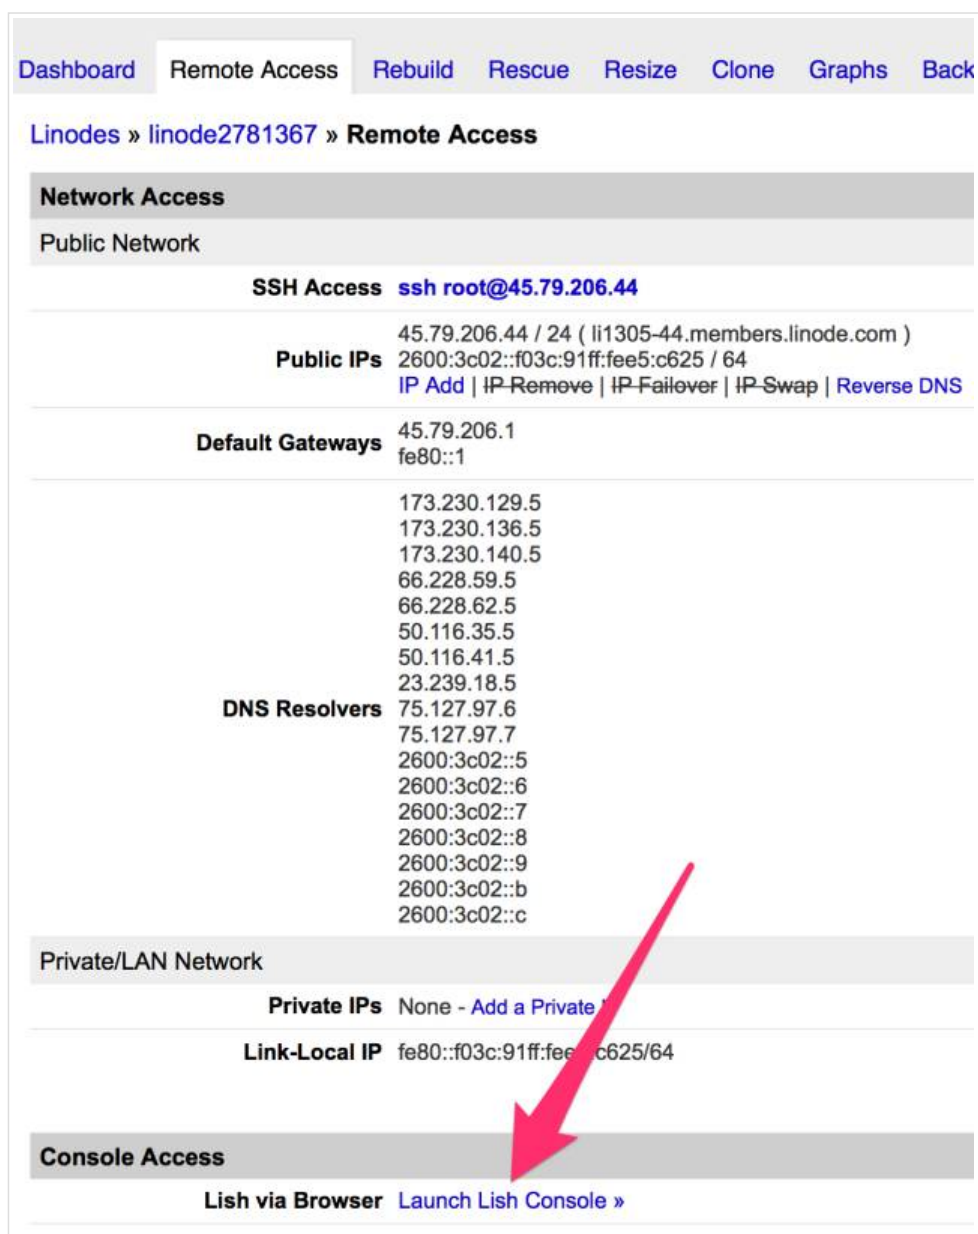 Dashboard Remote Access Rebuild Rescue Resize Clone Graphs Back
Linodes » linode2781367 » Remote Access
Network Access
Public Network
SSH Access ssh root@45.79.206.44
Public IPs 45.79.206.44 / 24 ( li1305-44.members.linode.com )
2600:3c02::f03c:91ff:fee5:c625 / 64
IP Add | IP Remove | IP Failover | IP Swap | Reverse DNS
Default Gateways 45.79.206.1
fe80::1
DNS Resolvers 173.230.129.5
173.230.136.5
173.230.140.5
66.228.59.5
66.228.62.5
50.116.35.5
50.116.41.5
23.239.18.5
75.127.97.6
75.127.97.7
2600:3c02::5
2600:3c02::6
2600:3c02::7
2600:3c02::8
2600:3c02::9
2600:3c02::b
2600:3c02::c
Private/LAN Network
Private IPs None - Add a Private
Link-Local IP fe80::f03c:91ff:fee c625/64
Console Access
Lish via Browser Launch Lish Console »